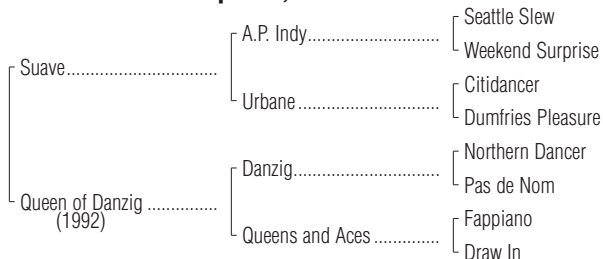 Seattle Slew
A.P. Indy..............................
Weekend Surprise
Suave..................................
Citidancer
Urbane ................................
Dumfries Pleasure
Northern Dancer
Danzig.................................
Pas de Nom
Queen of Danzig ...............
(1992)
Fappiano
Queens and Aces ..............
Draw In